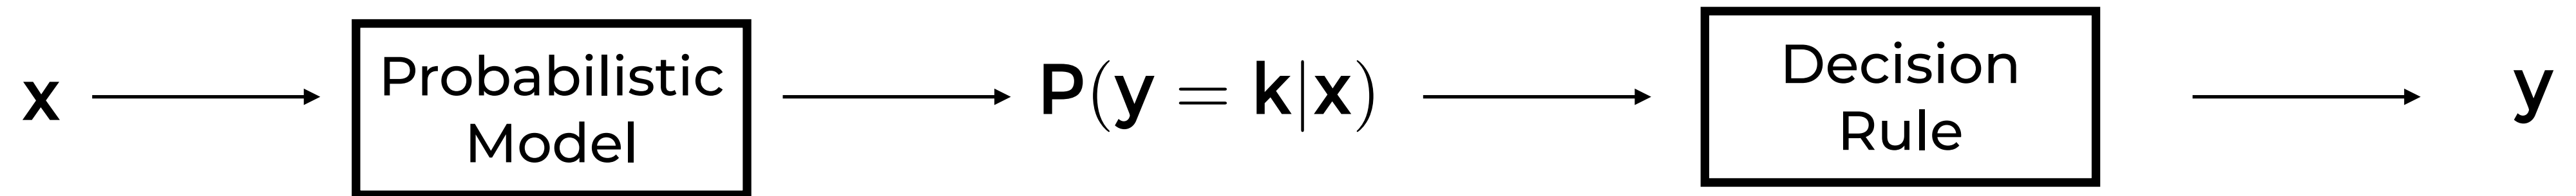 x
Probabilistic
Model
P(y = k|x)
Decision
Rule
y